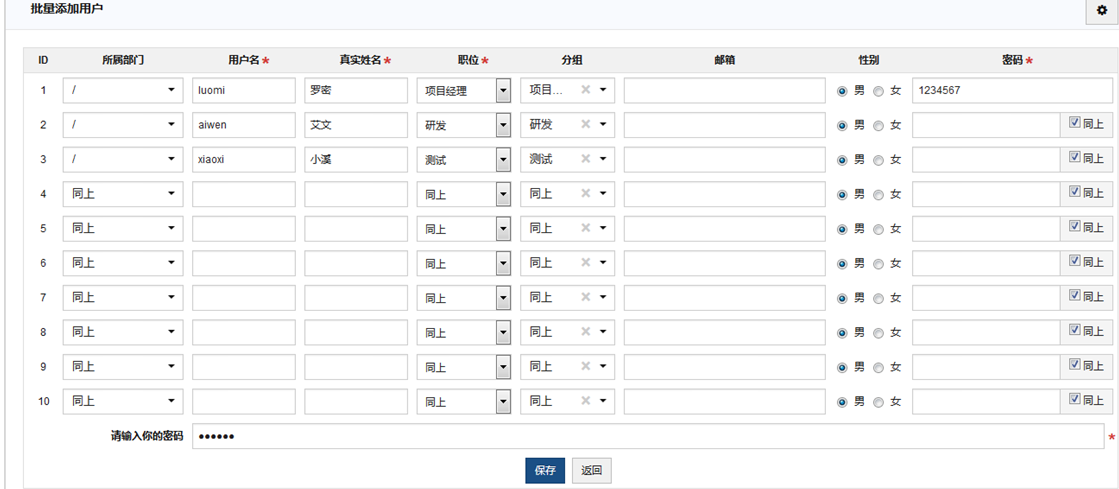 批量添加用户
ID 所属部门 用户名* 真实姓名* 职位* 分组 邮箱 性别 密码*
1 / luomi 罗密 项目经理 项目... 男 女 1234567
2 / aiwen 艾文 研发 研发 男 女 同上
3 / xiaoxi 小溪 测试 测试 男 女 同上
4 同上 同上 同上 男 女 同上
5 同上 同上 同上 男 女 同上
6 同上 同上 同上 男 女 同上
7 同上 同上 同上 男 女 同上
8 同上 同上 同上 男 女 同上
9 同上 同上 同上 男 女 同上
10 同上 同上 同上 男 女 同上
请输入你的密码 •••••• *
保存 返回